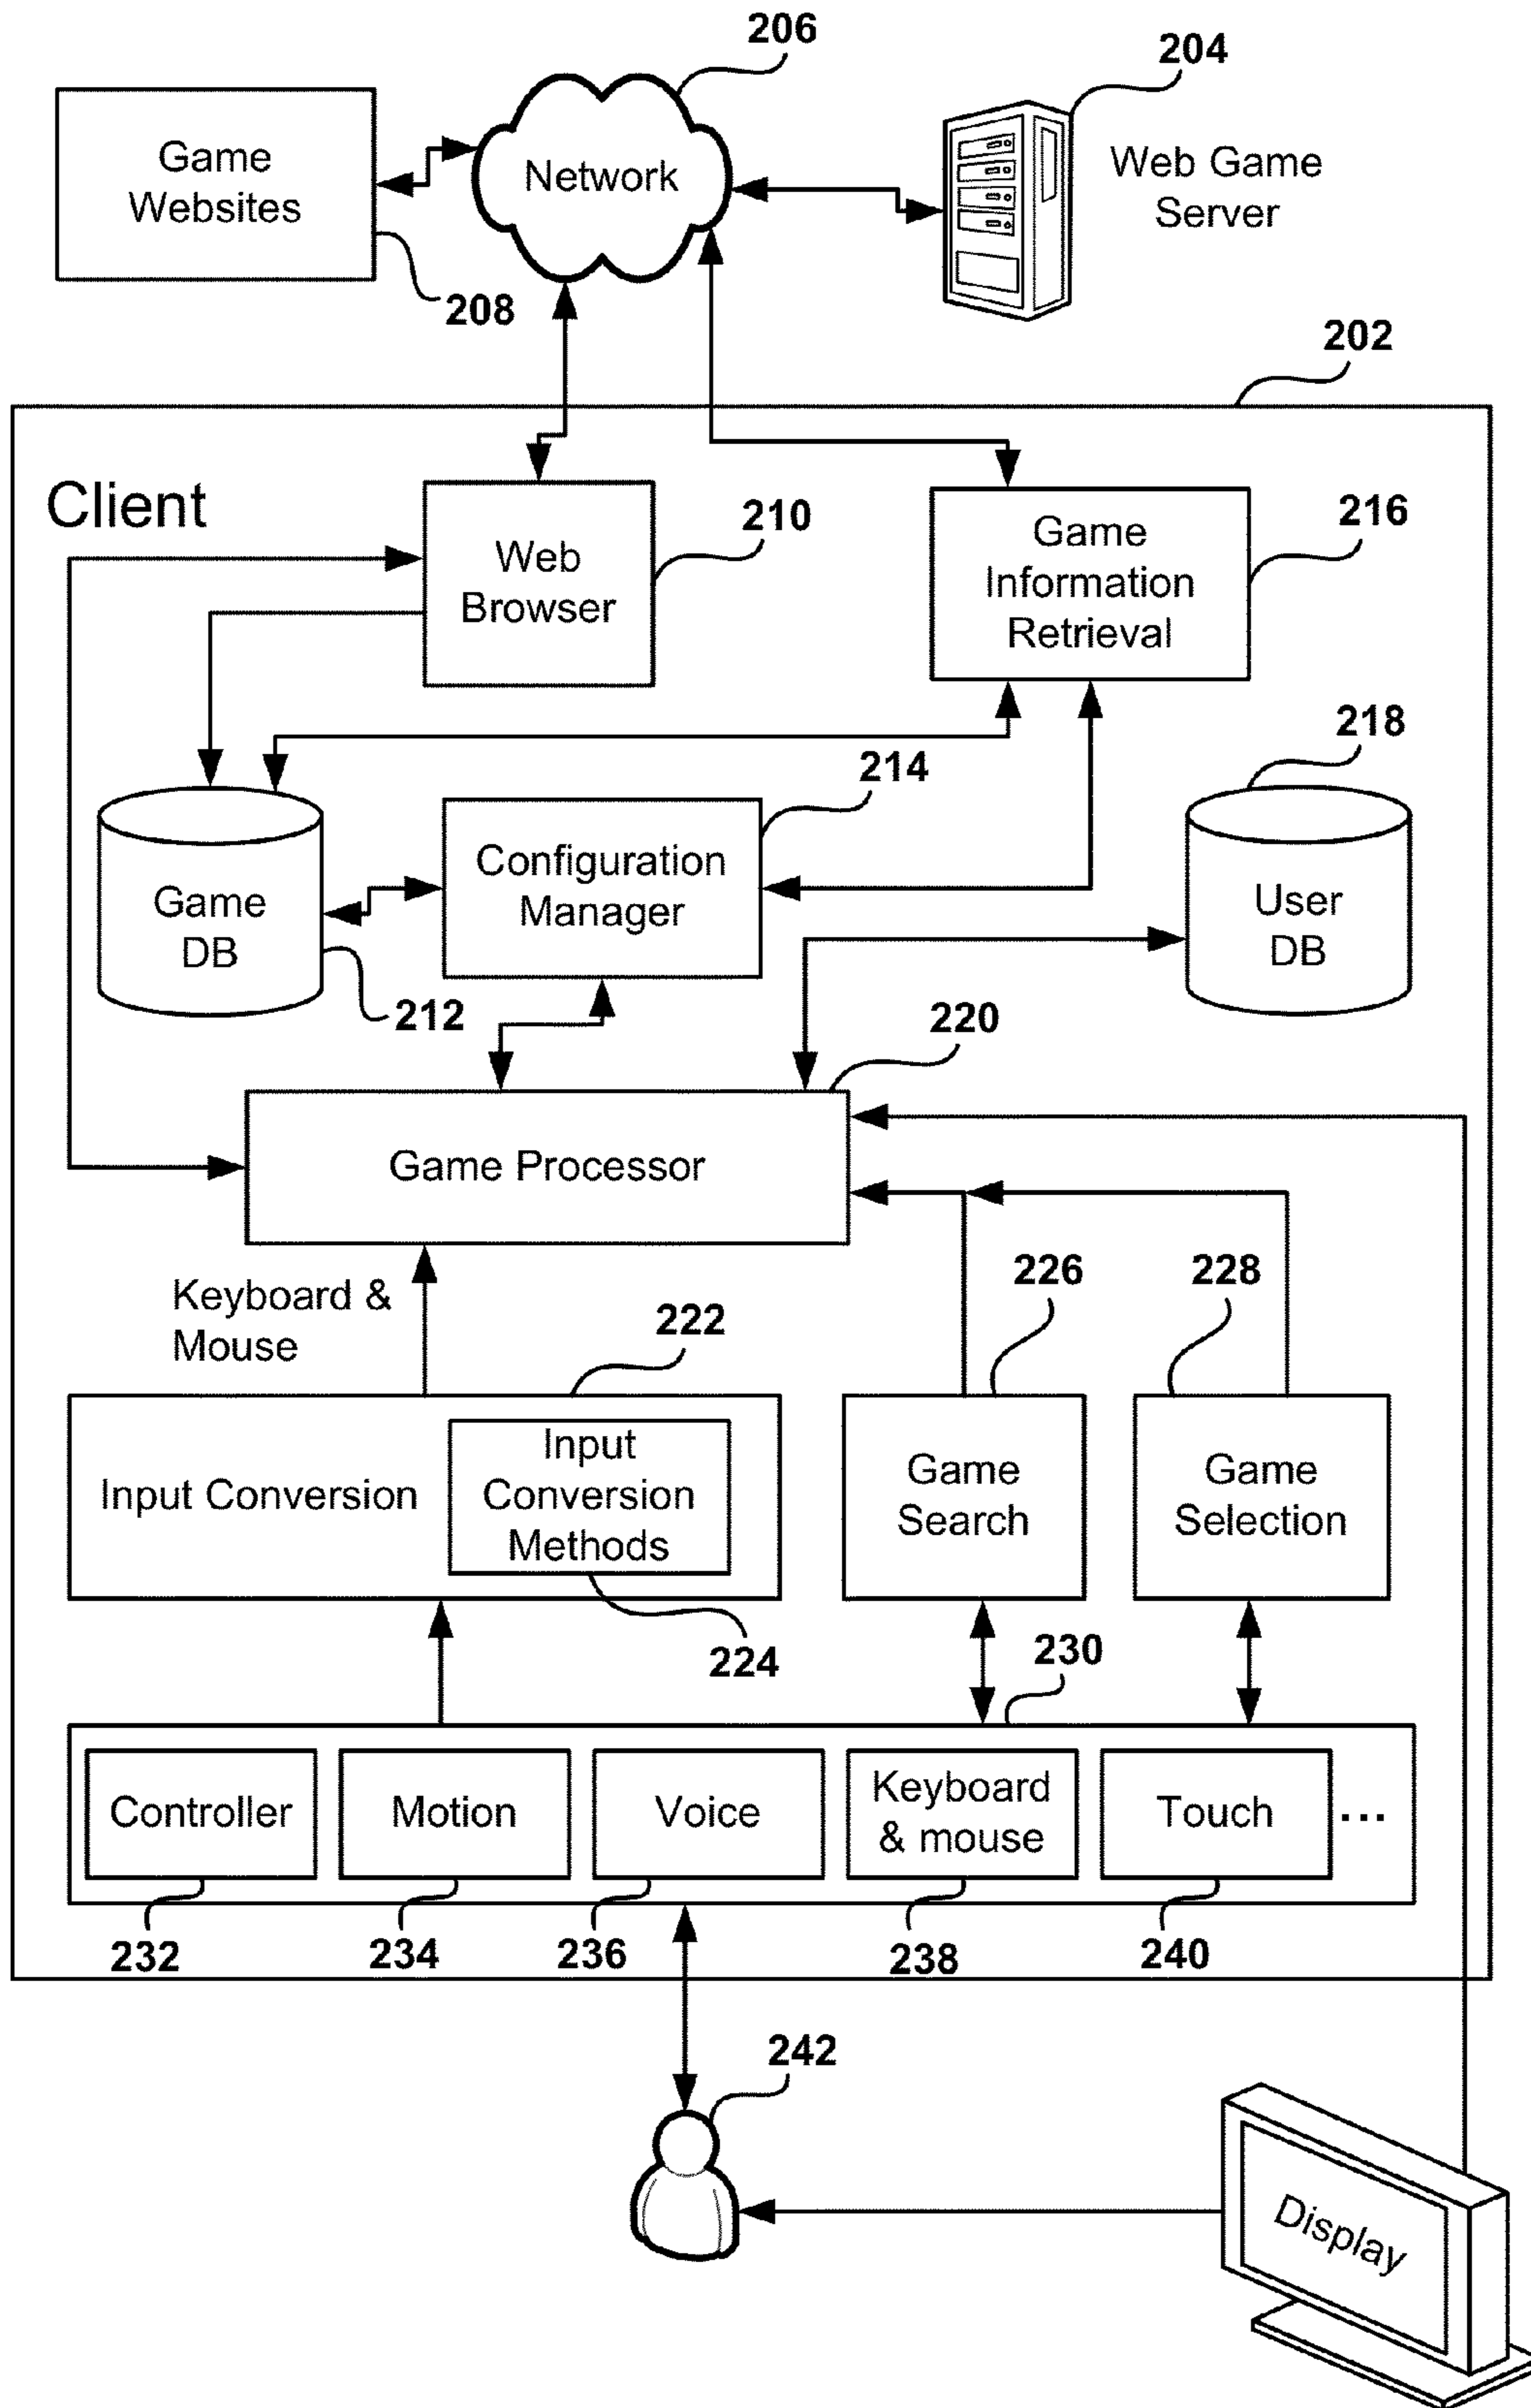 206
204
Game
Websites
Network
Web Game
Server
208
202
Client
210
216
Web
Browser
Game
Information
Retrieval
218
214
Configuration
Manager
Game
DB
User
DB
212
220
Game Processor
Keyboard &
Mouse
226
228
222
Input Conversion
Input
Conversion
Methods
Game
Search
Game
Selection
224
230
Controller
Motion
Voice
Keyboard
& mouse
Touch
...
232
234
236
238
240
242
Display